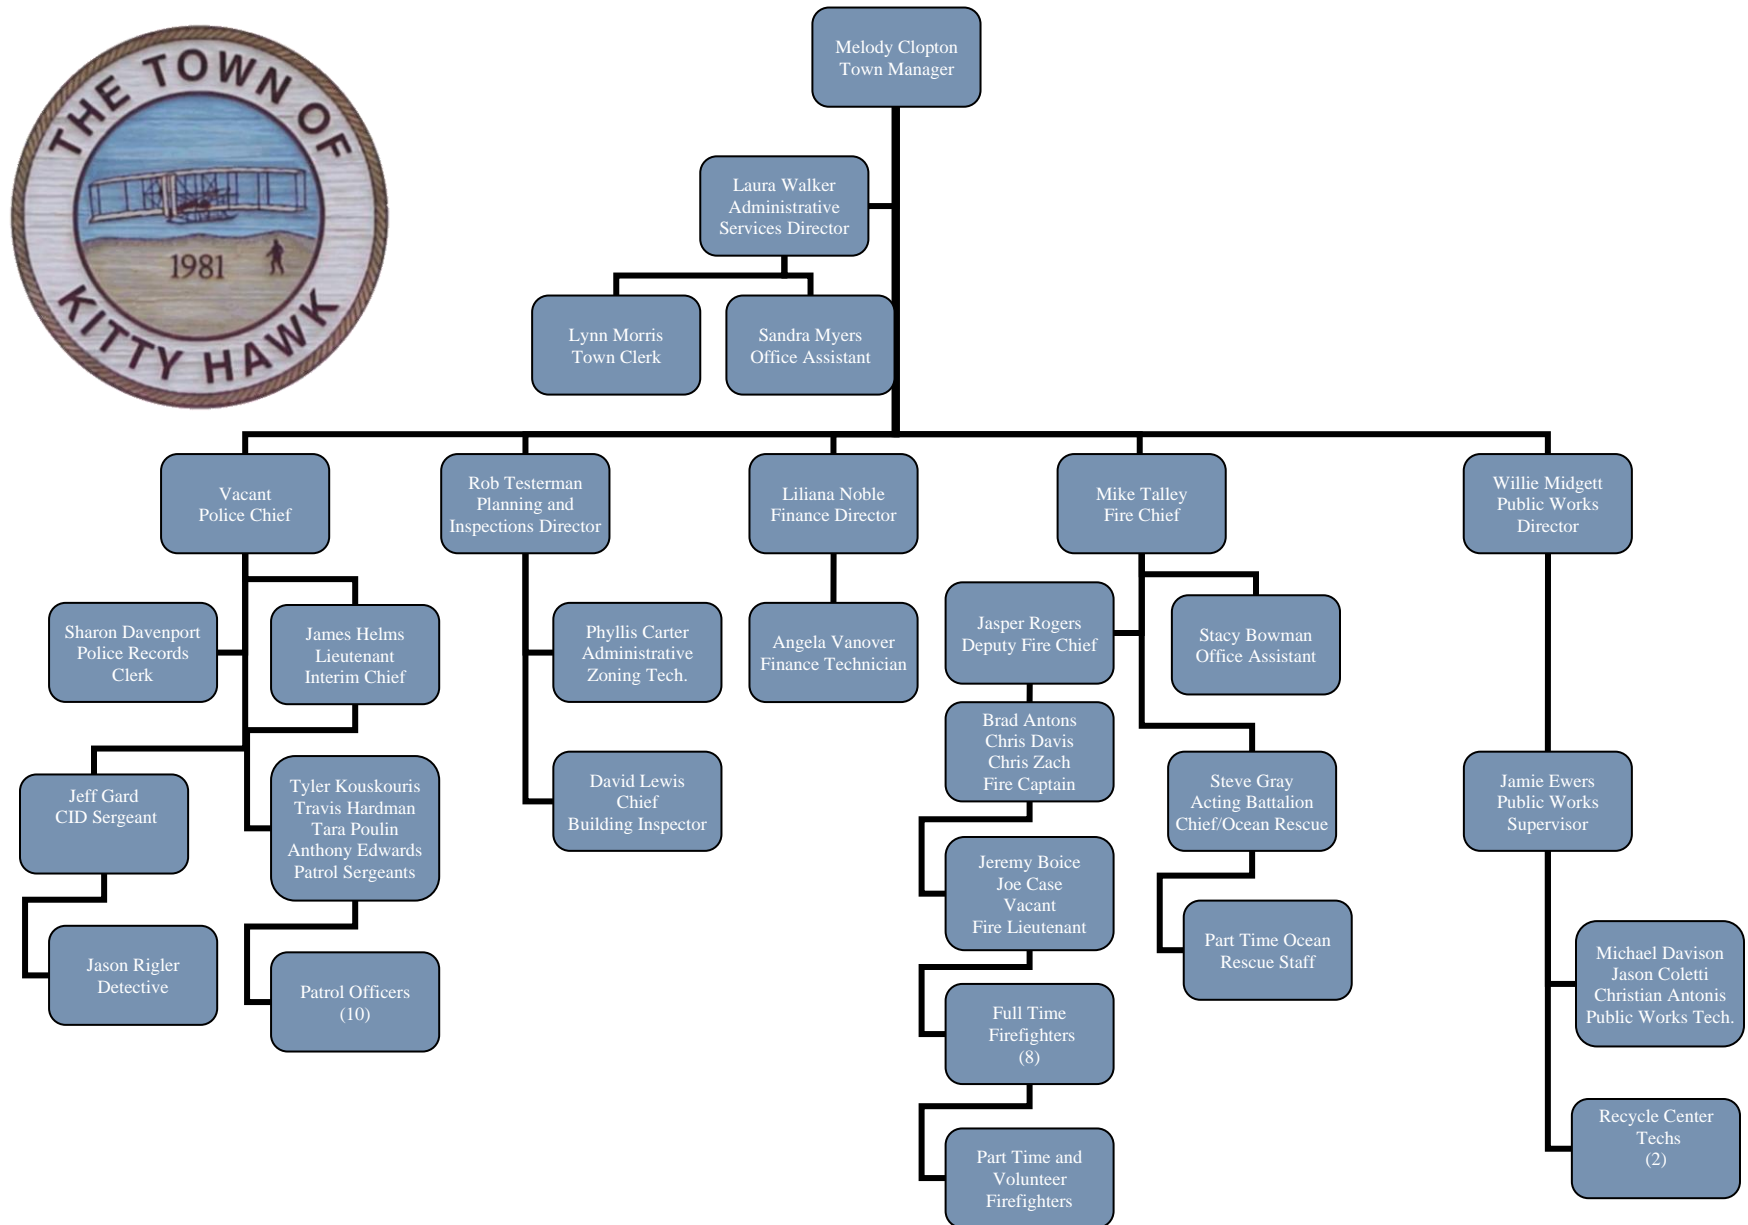 THE TOWN OF
KITTY HAWK
1981
Melody Clopton
Town Manager
Laura Walker
Administrative
Services Director
Lynn Morris
Town Clerk
Sandra Myers
Office Assistant
Vacant
Police Chief
Rob Testerman
Planning and
Inspections Director
Liliana Noble
Finance Director
Mike Talley
Fire Chief
Willie Midgett
Public Works
Director
Sharon Davenport
Police Records
Clerk
James Helms
Lieutenant
Interim Chief
Phyllis Carter
Administrative
Zoning Tech.
Angela Vanover
Finance Technician
Jasper Rogers
Deputy Fire Chief
Stacy Bowman
Office Assistant
Jeff Gard
CID Sergeant
Tyler Kouskouris
Travis Hardman
Tara Poulin
Anthony Edwards
Patrol Sergeants
David Lewis
Chief
Building Inspector
Brad Antons
Chris Davis
Chris Zach
Fire Captain
Steve Gray
Acting Battalion
Chief/Ocean Rescue
Jamie Ewers
Public Works
Supervisor
Jeremy Boice
Joe Case
Vacant
Fire Lieutenant
Jason Rigler
Detective
Patrol Officers
(10)
Part Time Ocean
Rescue Staff
Michael Davison
Jason Coletti
Christian Antonis
Public Works Tech.
Full Time
Firefighters
(8)
Part Time and
Volunteer
Firefighters
Recycle Center
Techs
(2)